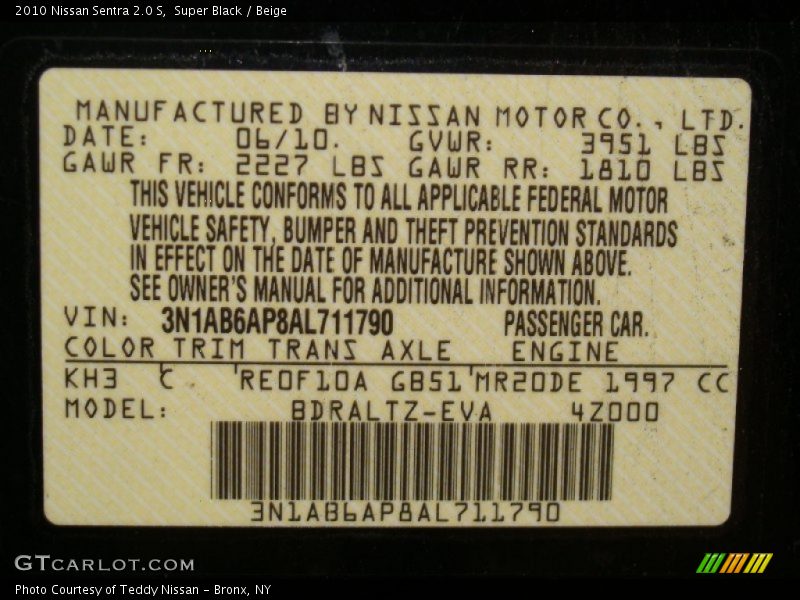 2010 Nissan Sentra 2.0 S,  Super Black / Beige
MANUFACTURED BY NISSAN MOTOR CO., LTD.
DATE: 06/10. GVWR: 3951 LBS
GAWR FR: 2227 LBS GAWR RR: 1810 LBS
THIS VEHICLE CONFORMS TO ALL APPLICABLE FEDERAL MOTOR
VEHICLE SAFETY, BUMPER AND THEFT PREVENTION STANDARDS
IN EFFECT ON THE DATE OF MANUFACTURE SHOWN ABOVE.
SEE OWNER'S MANUAL FOR ADDITIONAL INFORMATION.
VIN: 3N1AB6AP8AL711790 PASSENGER CAR.
COLOR TRIM TRANS AXLE ENGINE
KH3 C RE0F10A GB51 MR20DE 1997 CC
MODEL: BDRALTZ-EVA 4Z000
3N1AB6AP8AL711790
GTCARLOT.COM
Photo Courtesy of Teddy Nissan - Bronx, NY